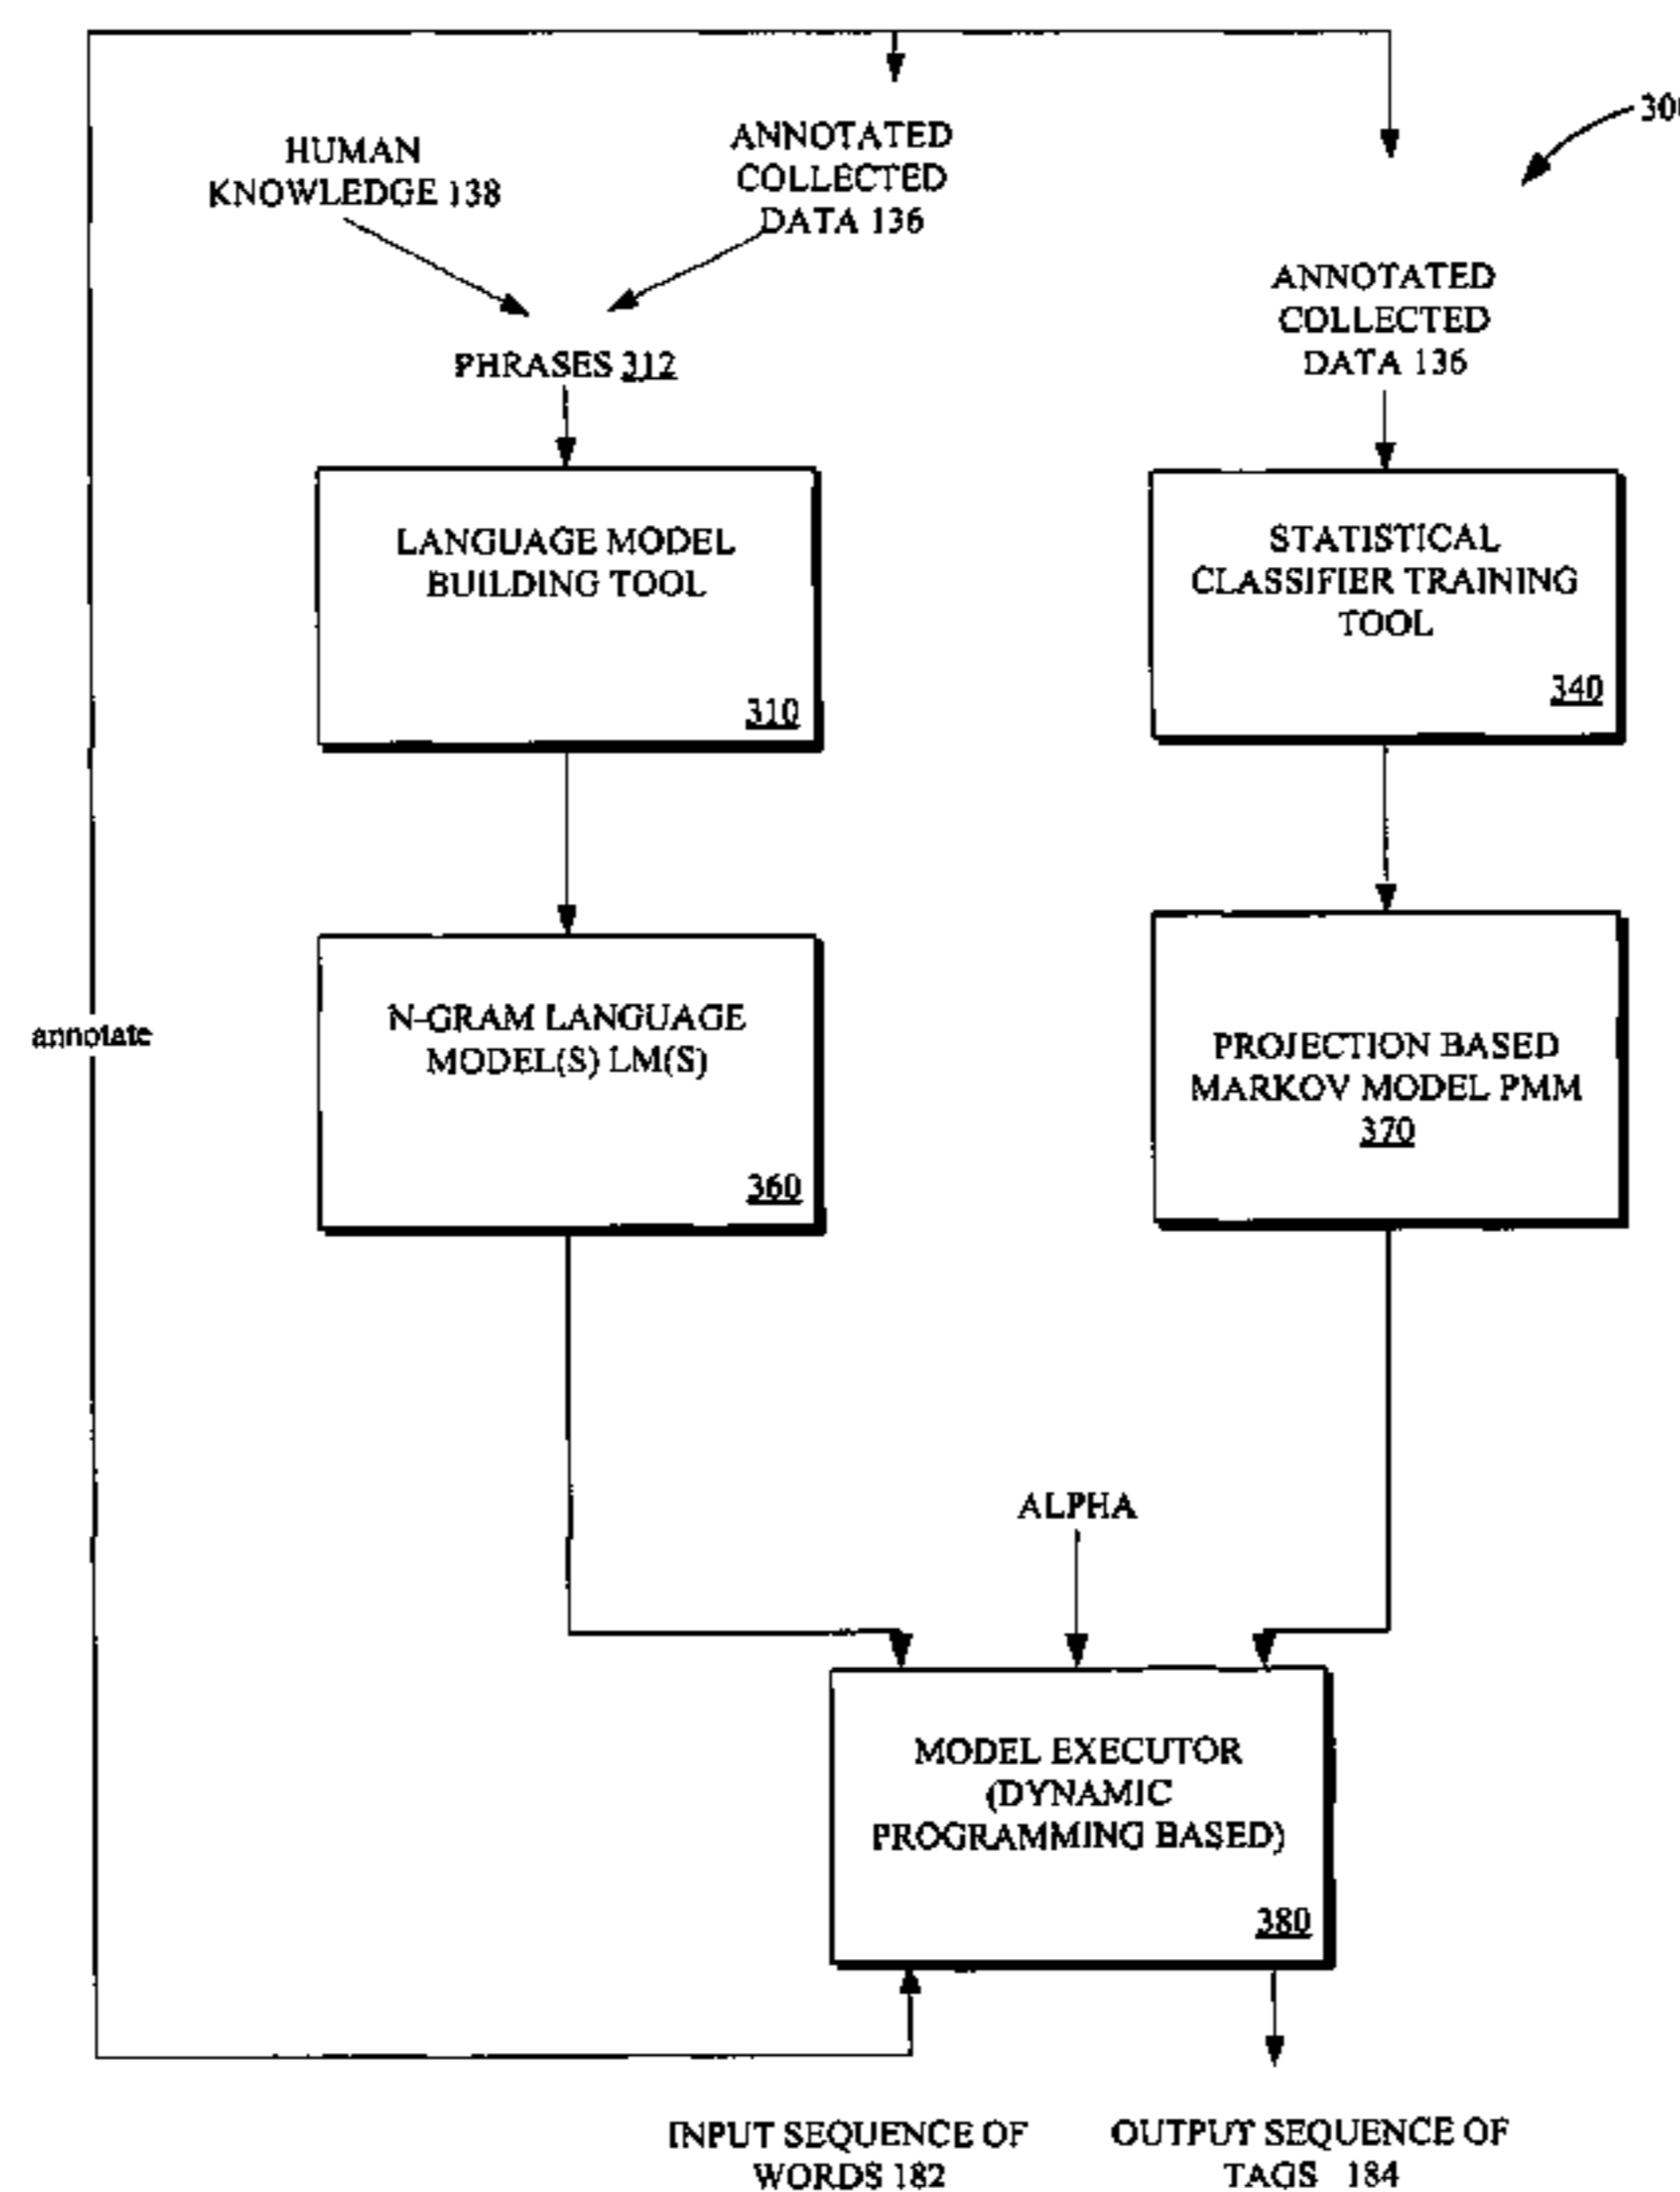 HUMAN
KNOWLEDGE 138
ANNOTATED
COLLECTED
DATA 136
ANNOTATED
COLLECTED
DATA 136
PHRASES 312
LANGUAGE MODEL
BUILDING TOOL
310
STATISTICAL
CLASSIFIER TRAINING
TOOL
340
N-GRAM LANGUAGE
MODEL(S) LM(S)
360
PROJECTION BASED
MARKOV MODEL PMM
370
annotate
ALPHA
MODEL EXECUTOR
(DYNAMIC
PROGRAMMING BASED)
380
INPUT SEQUENCE OF
WORDS 182
OUTPUT SEQUENCE OF
TAGS 184